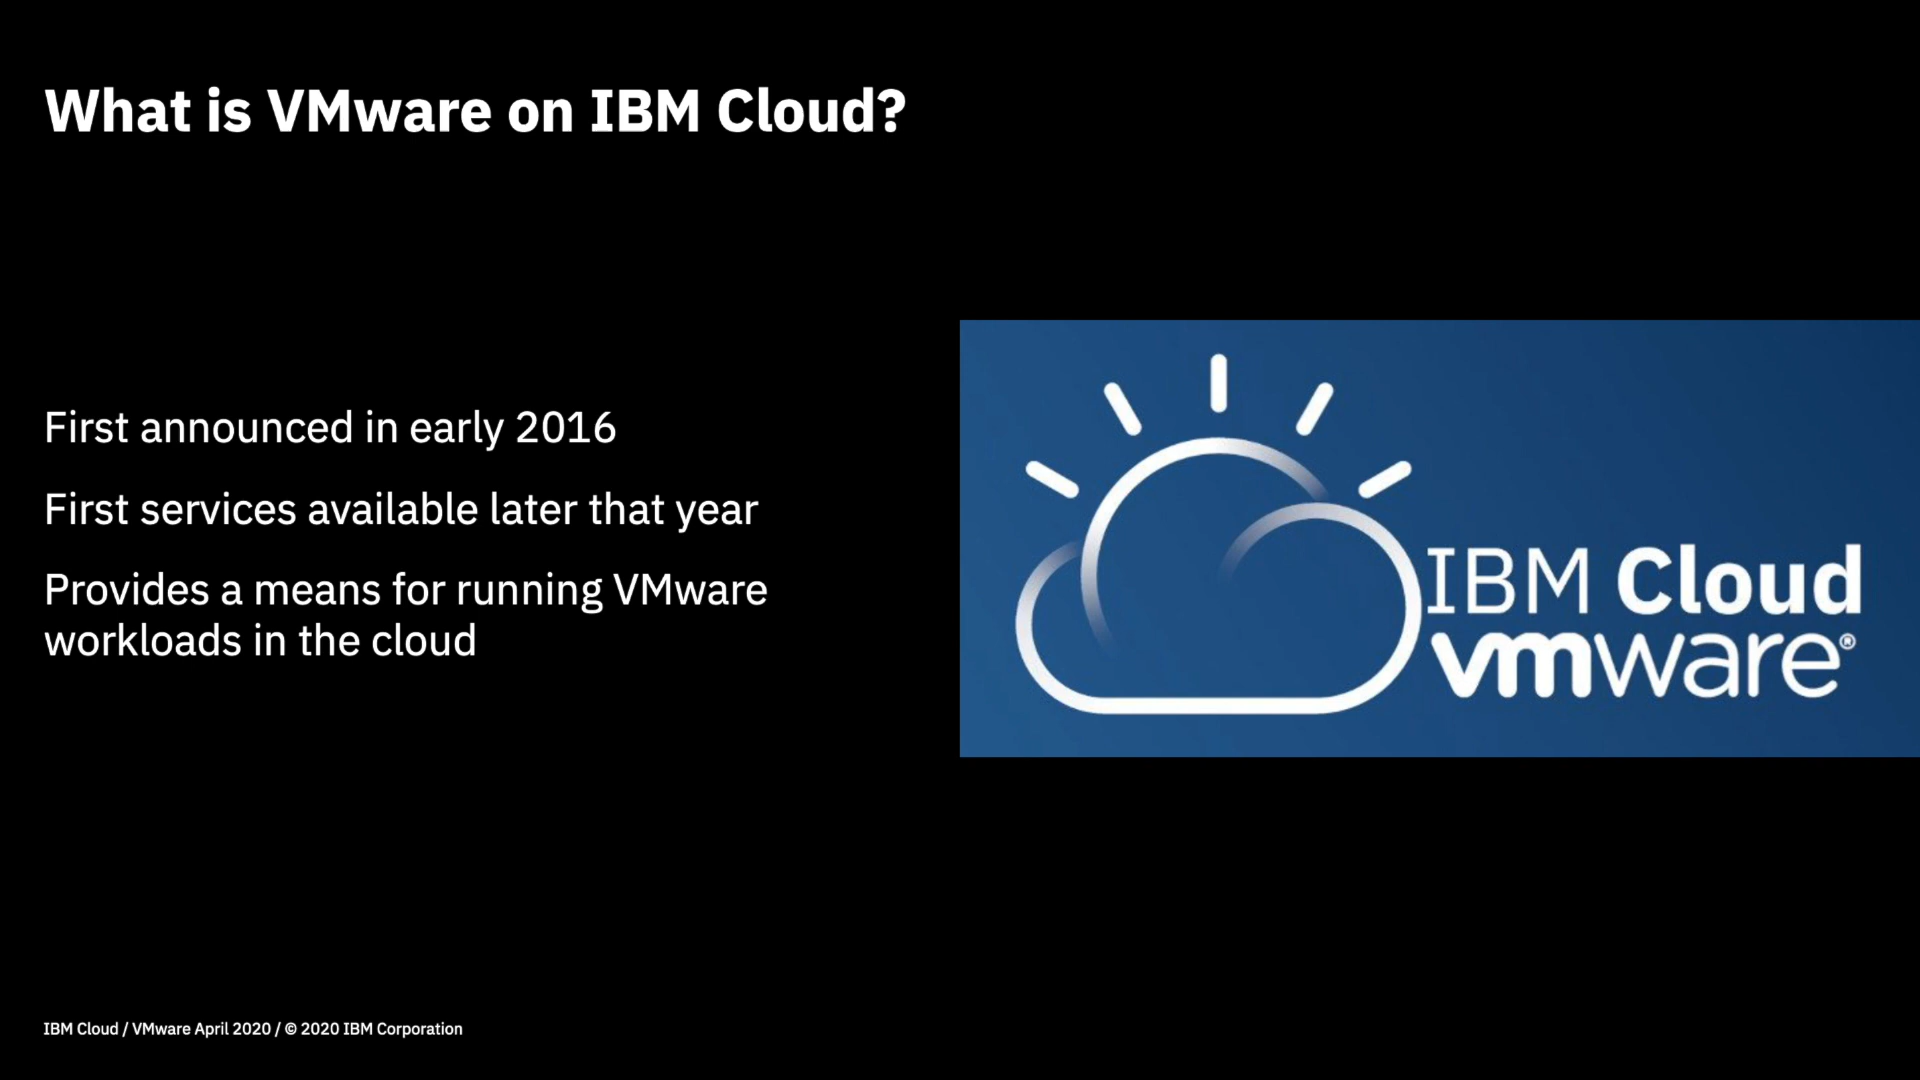 What is VMware on IBM Cloud?
First announced in early 2016
First services available later that year
Provides a means for running VMware
workloads in the cloud
IBM Cloud
vmware®
IBM Cloud / VMware April 2020 / © 2020 IBM Corporation